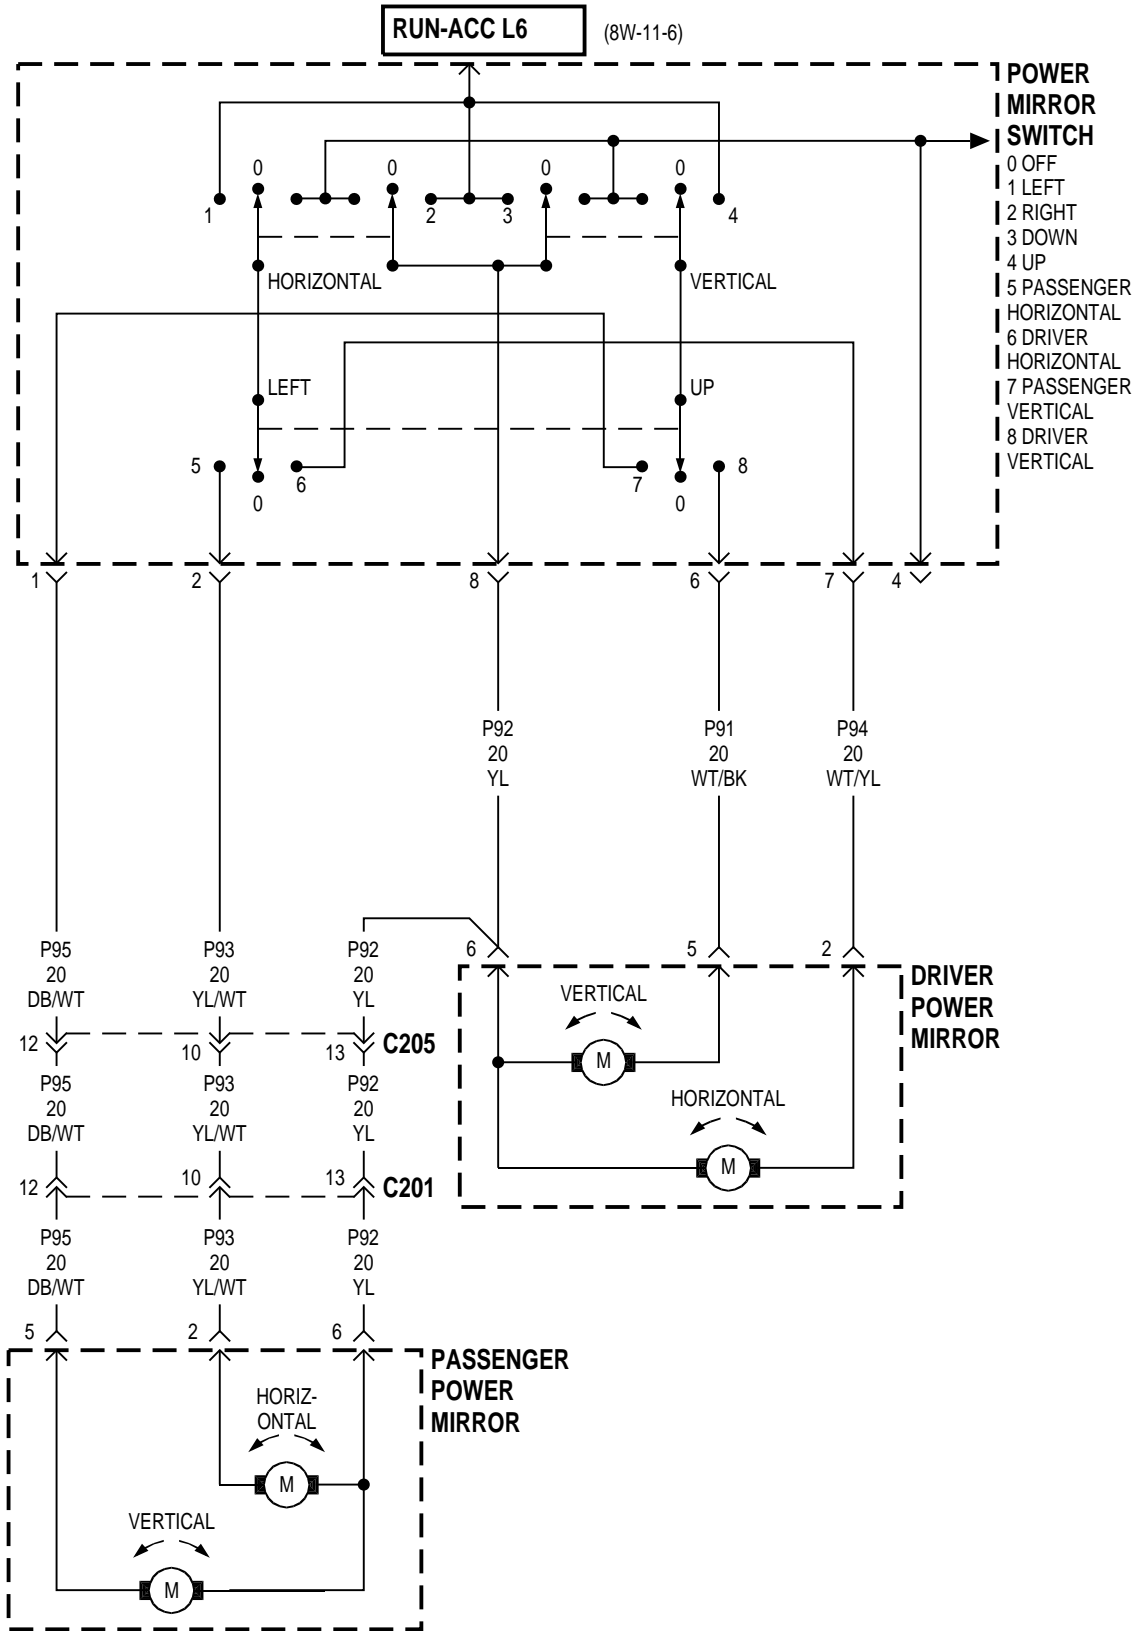 RUN-ACC L6
(8W-11-6)
POWER
MIRROR
SWITCH
0 OFF
1 LEFT
2 RIGHT
3 DOWN
4 UP
5 PASSENGER
HORIZONTAL
6 DRIVER
HORIZONTAL
7 PASSENGER
VERTICAL
8 DRIVER
VERTICAL
0 0 0 0
1 2 3 4
HORIZONTAL VERTICAL
LEFT UP
5 6 7 8
0 0
1 2 8 6 7 4
P92 P91 P94
20 20 20
YL WT/BK WT/YL
P95 P93 P92
20 20 20
DB/WT YL/WT YL
6 5 2
DRIVER
POWER
MIRROR
VERTICAL
M
HORIZONTAL
M
12 10 13 C205
P95 P93 P92
20 20 20
DB/WT YL/WT YL
12 10 13 C201
P95 P93 P92
20 20 20
DB/WT YL/WT YL
5 2 6
PASSENGER
POWER
MIRROR
HORIZ-
ONTAL
M
VERTICAL
M